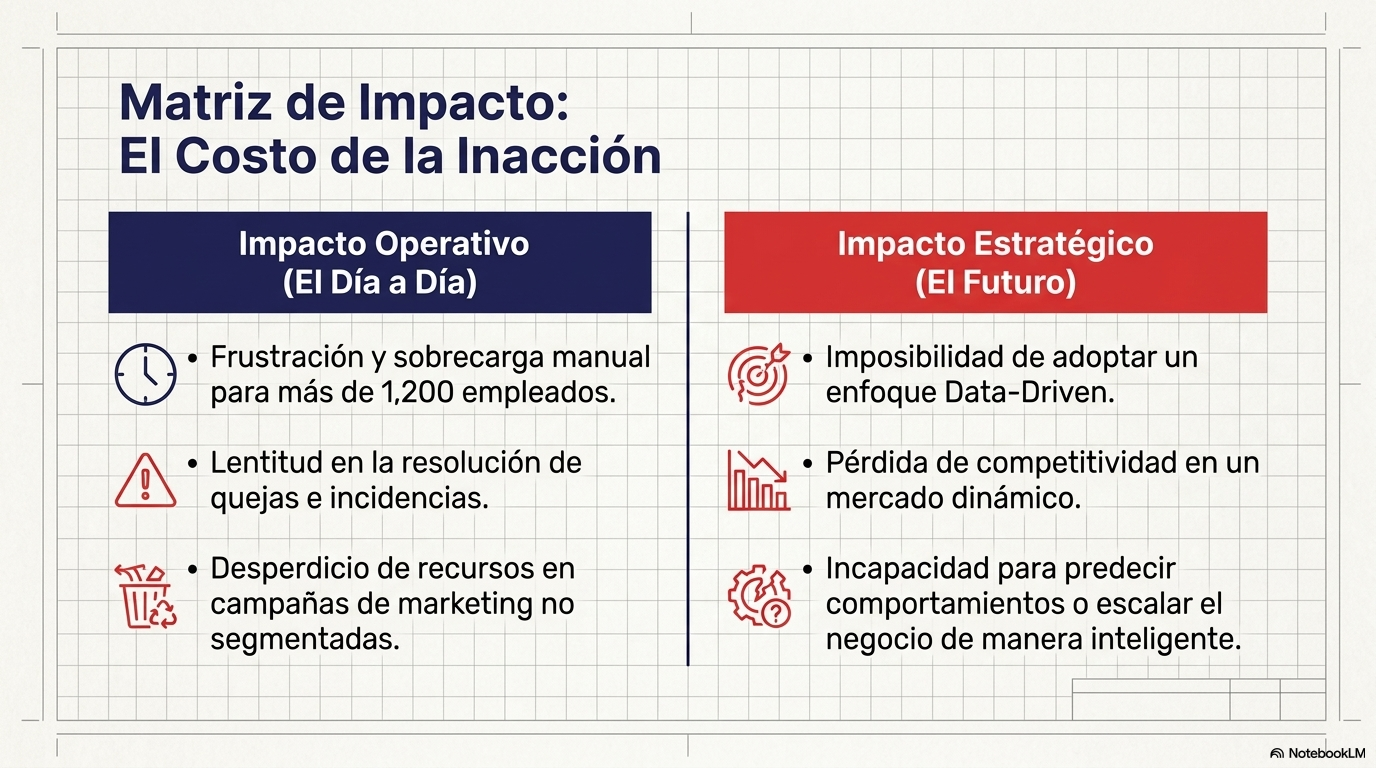 Matriz de Impacto:
El Costo de la Inacción
Impacto Operativo
(El Día a Día)
• Frustración y sobrecarga manual
para más de 1,200 empleados.
• Lentitud en la resolución de
quejas e incidencias.
• Desperdicio de recursos en
campañas de marketing no
segmentadas.
Impacto Estratégico
(El Futuro)
• Imposibilidad de adoptar un
enfoque Data-Driven.
• Pérdida de competitividad en un
mercado dinámico.
• Incapacidad para predecir
comportamientos o escalar el
negocio de manera inteligente.
NotebookLM